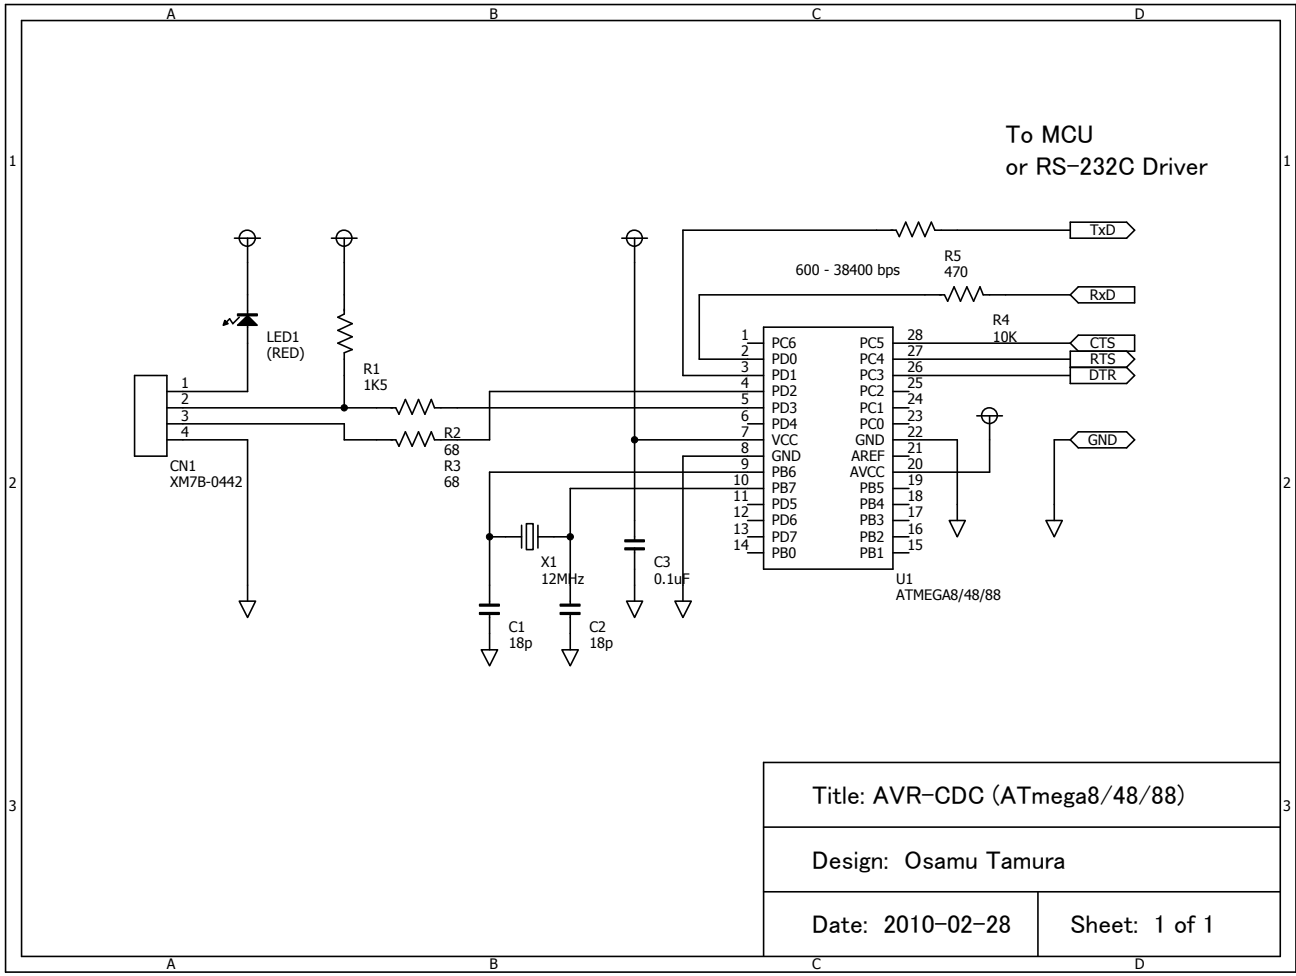 A B C D
1 1
To MCU
or RS-232C Driver
TxD
R5
470
600 - 38400 bps
RxD
R4
10K
LED1
(RED)
R1
1K5
1 PC6 PC5 28 CTS
2 PD0 PC4 27 RTS
3 PD1 PC3 26 DTR
4 PD2 PC2 25
5 PD3 PC1 24
6 PD4 PC0 23
7 VCC GND 22 GND
8 GND AREF 21
9 PB6 AVCC 20
10 PB7 PB5 19
11 PD5 PB4 18
12 PD6 PB3 17
13 PD7 PB2 16
14 PB0 PB1 15
U1
ATMEGA8/48/88
1
2
3
4
CN1
XM7B-0442
R2
68
R3
68
2 2
X1
12MHz
C3
0.1uF
C1
18p
C2
18p
3 3
Title: AVR-CDC (ATmega8/48/88)
Design: Osamu Tamura
Date: 2010-02-28 Sheet: 1 of 1
A B C D